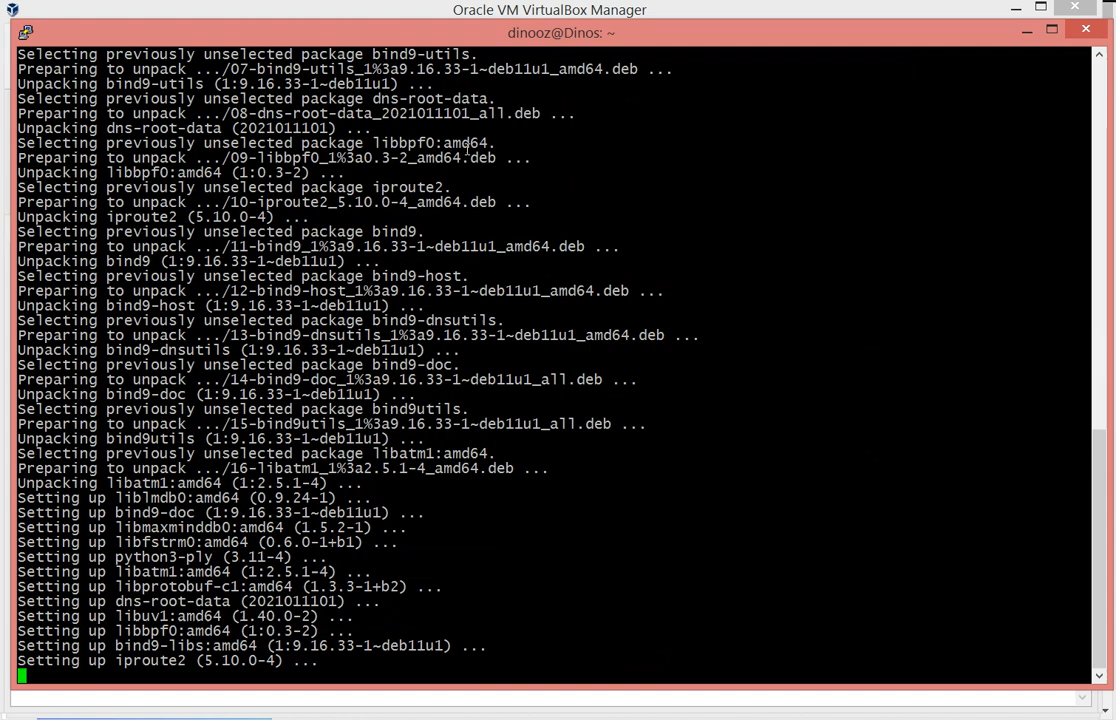 Oracle VM VirtualBox Manager
dinooz@Dinos: ~
Selecting previously unselected package bind9-utils.
Preparing to unpack .../07-bind9-utils_1%3a9.16.33-1~deb11u1_amd64.deb ...
Unpacking bind9-utils (1:9.16.33-1~deb11u1) ...
Selecting previously unselected package dns-root-data.
Preparing to unpack .../08-dns-root-data_2021011101_all.deb ...
Unpacking dns-root-data (2021011101) ...
Selecting previously unselected package libbpf0:amd64.
Preparing to unpack .../09-libbpf0_1%3a0.3-2_amd64.deb ...
Unpacking libbpf0:amd64 (1:0.3-2) ...
Selecting previously unselected package iproute2.
Preparing to unpack .../10-iproute2_5.10.0-4_amd64.deb ...
Unpacking iproute2 (5.10.0-4) ...
Selecting previously unselected package bind9.
Preparing to unpack .../11-bind9_1%3a9.16.33-1~deb11u1_amd64.deb ...
Unpacking bind9 (1:9.16.33-1~deb11u1) ...
Selecting previously unselected package bind9-host.
Preparing to unpack .../12-bind9-host_1%3a9.16.33-1~deb11u1_amd64.deb ...
Unpacking bind9-host (1:9.16.33-1~deb11u1) ...
Selecting previously unselected package bind9-dnsutils.
Preparing to unpack .../13-bind9-dnsutils_1%3a9.16.33-1~deb11u1_amd64.deb ...
Unpacking bind9-dnsutils (1:9.16.33-1~deb11u1) ...
Selecting previously unselected package bind9-doc.
Preparing to unpack .../14-bind9-doc_1%3a9.16.33-1~deb11u1_all.deb ...
Unpacking bind9-doc (1:9.16.33-1~deb11u1) ...
Selecting previously unselected package bind9utils.
Preparing to unpack .../15-bind9utils_1%3a9.16.33-1~deb11u1_all.deb ...
Unpacking bind9utils (1:9.16.33-1~deb11u1) ...
Selecting previously unselected package libatm1:amd64.
Preparing to unpack .../16-libatm1_1%3a2.5.1-4_amd64.deb ...
Unpacking libatm1:amd64 (1:2.5.1-4) ...
Setting up liblmdb0:amd64 (0.9.24-1) ...
Setting up bind9-doc (1:9.16.33-1~deb11u1) ...
Setting up libmaxminddb0:amd64 (1.5.2-1) ...
Setting up libfstrm0:amd64 (0.6.0-1+b1) ...
Setting up python3-ply (3.11-4) ...
Setting up libatm1:amd64 (1:2.5.1-4) ...
Setting up libprotobuf-c1:amd64 (1.3.3-1+b2) ...
Setting up dns-root-data (2021011101) ...
Setting up libuv1:amd64 (1.40.0-2) ...
Setting up libbpf0:amd64 (1:0.3-2) ...
Setting up bind9-libs:amd64 (1:9.16.33-1~deb11u1) ...
Setting up iproute2 (5.10.0-4) ...